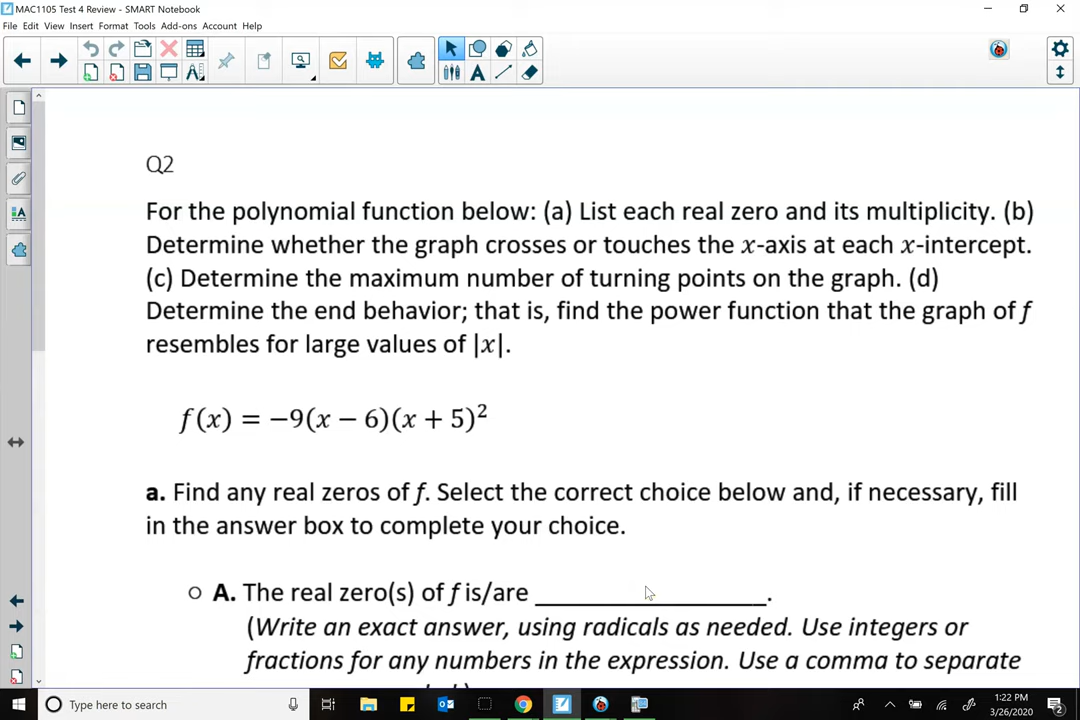 MAC1105 Test 4 Review - SMART Notebook
File Edit View Insert Format Tools Add-ons Account Help
Q2
For the polynomial function below: (a) List each real zero and its multiplicity. (b)
Determine whether the graph crosses or touches the x-axis at each x-intercept.
(c) Determine the maximum number of turning points on the graph. (d)
Determine the end behavior; that is, find the power function that the graph of f
resembles for large values of |x|.
f(x) = −9(x − 6)(x + 5)²
a. Find any real zeros of f. Select the correct choice below and, if necessary, fill
in the answer box to complete your choice.
A. The real zero(s) of f is/are ____________________.
(Write an exact answer, using radicals as needed. Use integers or
fractions for any numbers in the expression. Use a comma to separate
Type here to search
1:22 PM
3/26/2020
2